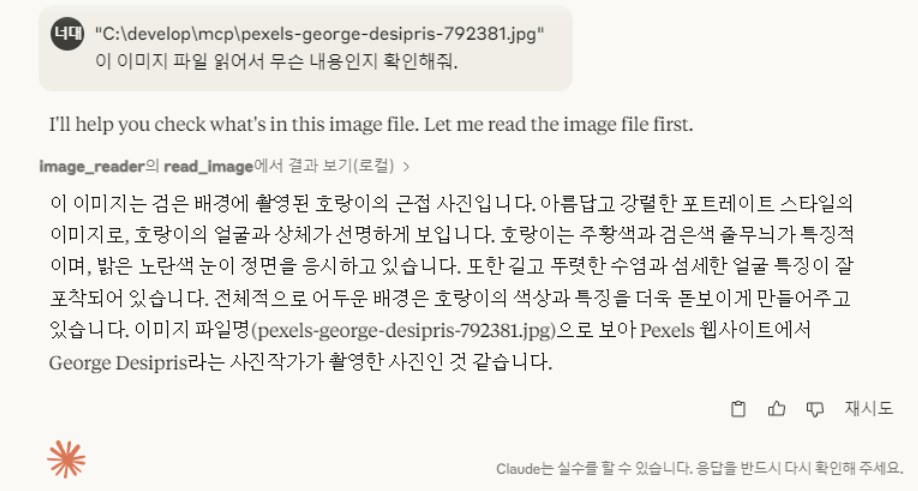 너대
"C:\develop\mcp\pexels-george-desipris-792381.jpg"
이 이미지 파일 읽어서 무슨 내용인지 확인해줘.
I'll help you check what's in this image file. Let me read the image file first.
image_reader의 read_image에서 결과 보기(로컬) >
이 이미지는 검은 배경에 촬영된 호랑이의 근접 사진입니다. 아름답고 강렬한 포트레이트 스타일의
이미지로, 호랑이의 얼굴과 상체가 선명하게 보입니다. 호랑이는 주황색과 검은색 줄무늬가 특징적
이며, 밝은 노란색 눈이 정면을 응시하고 있습니다. 또한 길고 뚜렷한 수염과 섬세한 얼굴 특징이 잘
포착되어 있습니다. 전체적으로 어두운 배경은 호랑이의 색상과 특징을 더욱 돋보이게 만들어주고
있습니다. 이미지 파일명(pexels-george-desipris-792381.jpg)으로 보아 Pexels 웹사이트에서
George Desipris라는 사진작가가 촬영한 사진인 것 같습니다.
재시도
Claude는 실수를 할 수 있습니다. 응답을 반드시 다시 확인해 주세요.